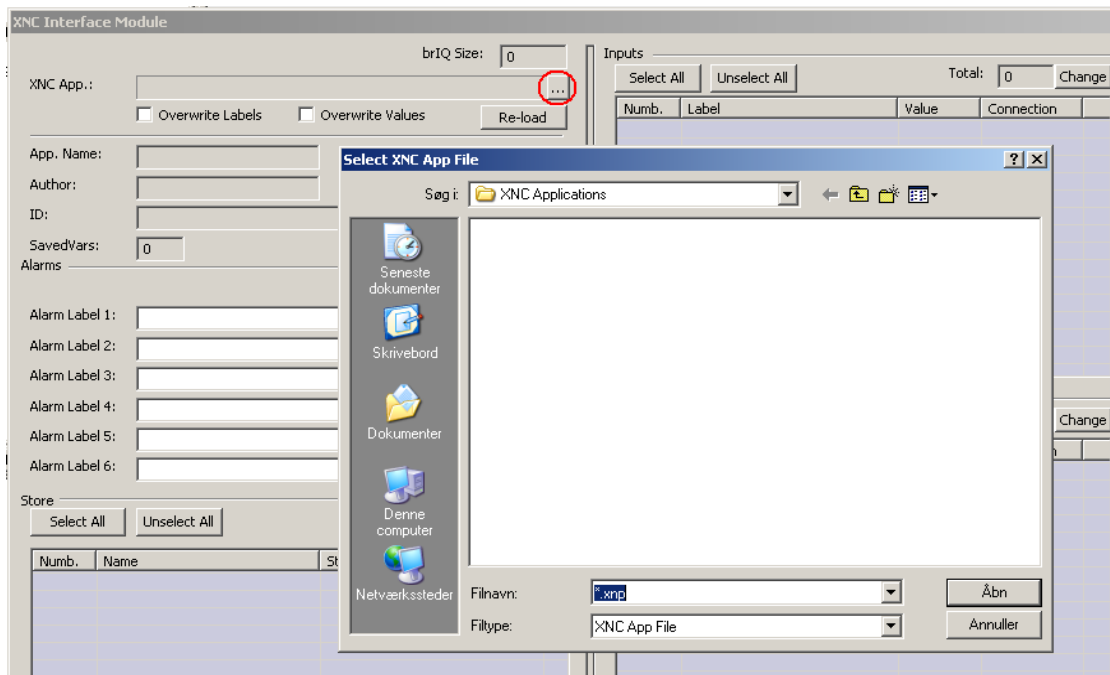 XNC Interface Module
brIQ Size: 0
XNC App.: ...
Overwrite Labels Overwrite Values Re-load
App. Name:
Author:
ID:
SavedVars: 0
Alarms
Alarm Label 1:
Alarm Label 2:
Alarm Label 3:
Alarm Label 4:
Alarm Label 5:
Alarm Label 6:
Store
Select All Unselect All
Numb. Name St
Inputs
Select All Unselect All Total: 0 Change
Numb. Label Value Connection
Change
Select XNC App File
Søg i: XNC Applications
Seneste
dokumenter
Skrivebord
Dokumenter
Denne
computer
Netværkssteder
Filnavn: *.xnp Åbn
Filtype: XNC App File Annuller